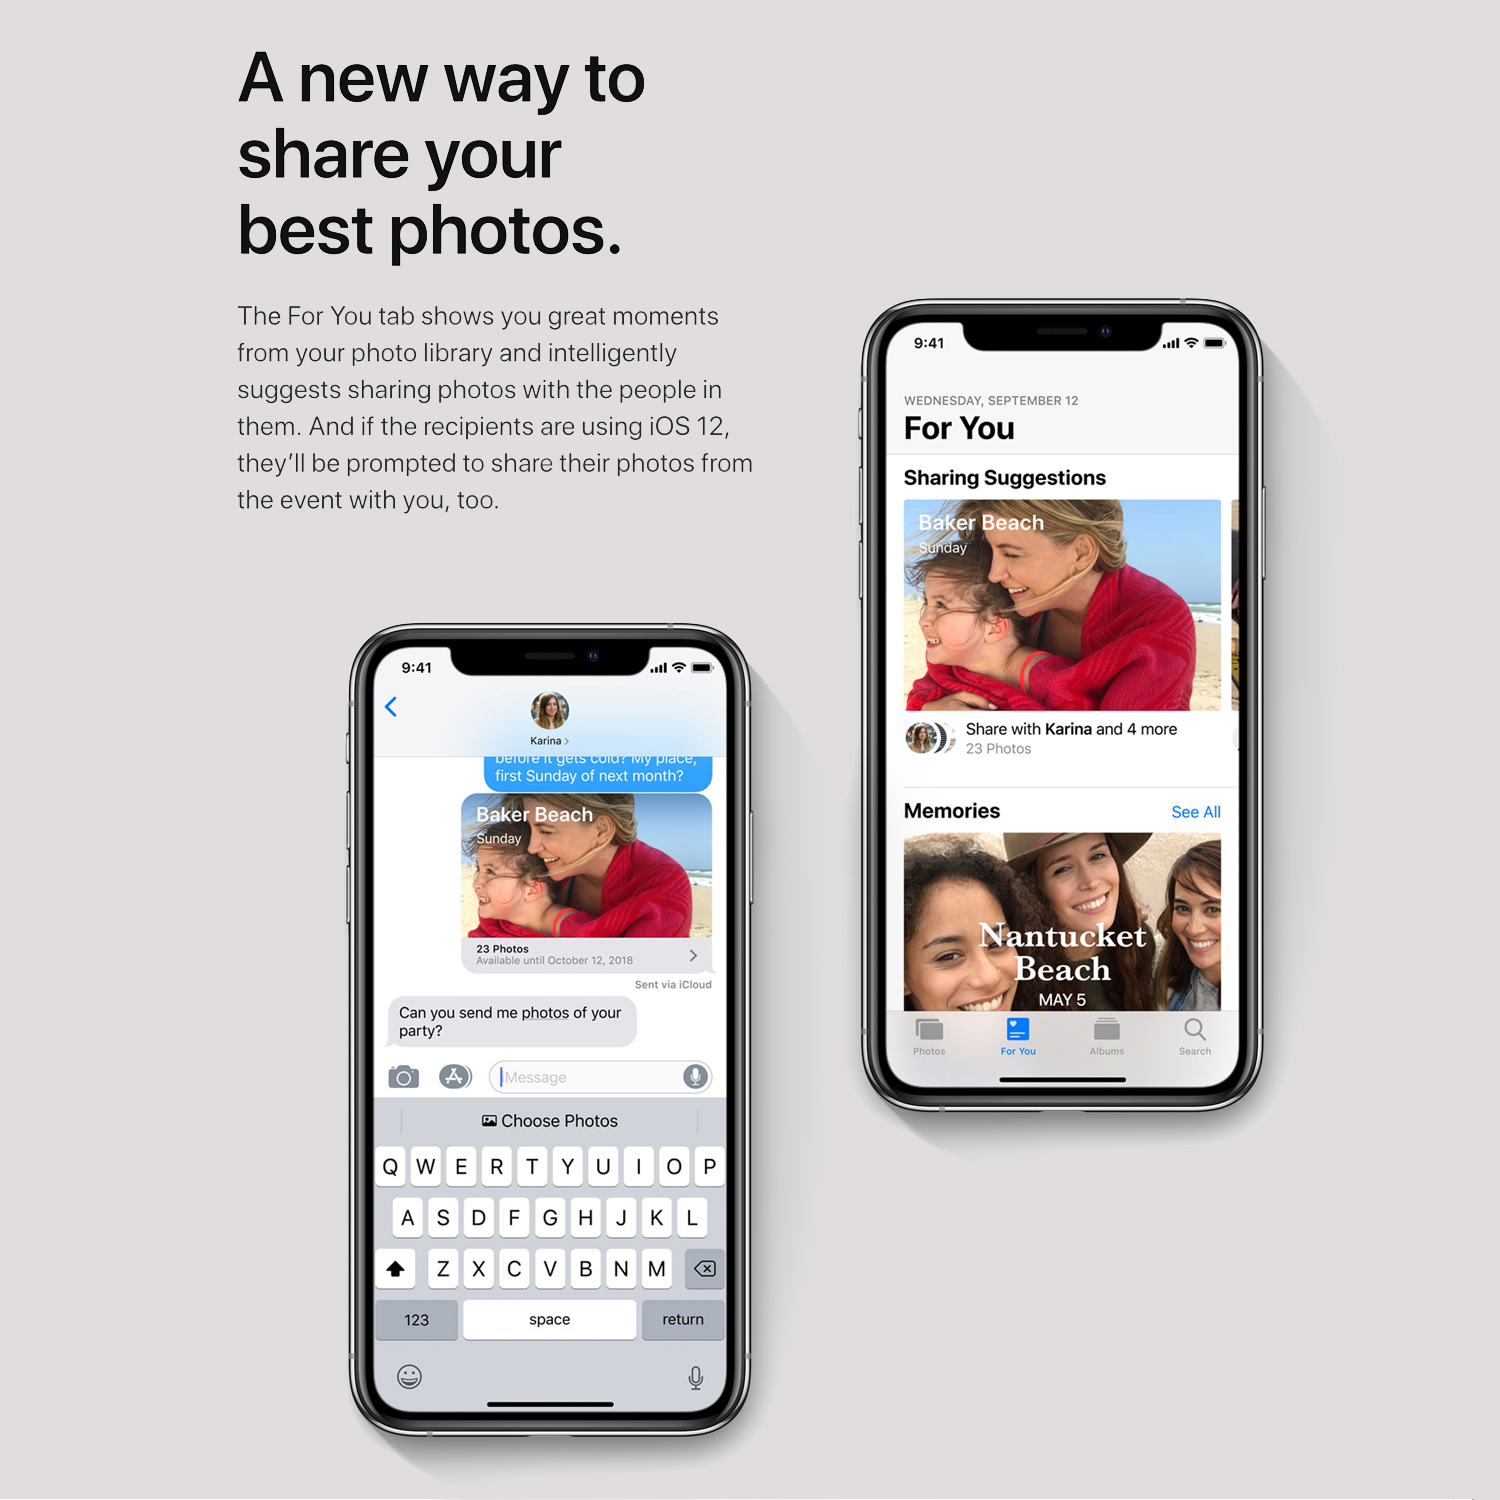 A new way to
share your
best photos.
The For You tab shows you great moments
from your photo library and intelligently
suggests sharing photos with the people in
them. And if the recipients are using iOS 12,
they’ll be prompted to share their photos from
the event with you, too.
9:41
WEDNESDAY, SEPTEMBER 12
For You
Sharing Suggestions
Baker Beach
Sunday
Share with Karina and 4 more
23 Photos
Memories
See All
Nantucket
Beach
MAY 5
Photos
For You
Albums
Search
9:41
Karina
before it gets cold? My place,
first Sunday of next month?
Baker Beach
Sunday
23 Photos
Available until October 12, 2018
Sent via iCloud
Can you send me photos of your
party?
iMessage
Choose Photos
Q W E R T Y U I O P
A S D F G H J K L
Z X C V B N M
123 space return